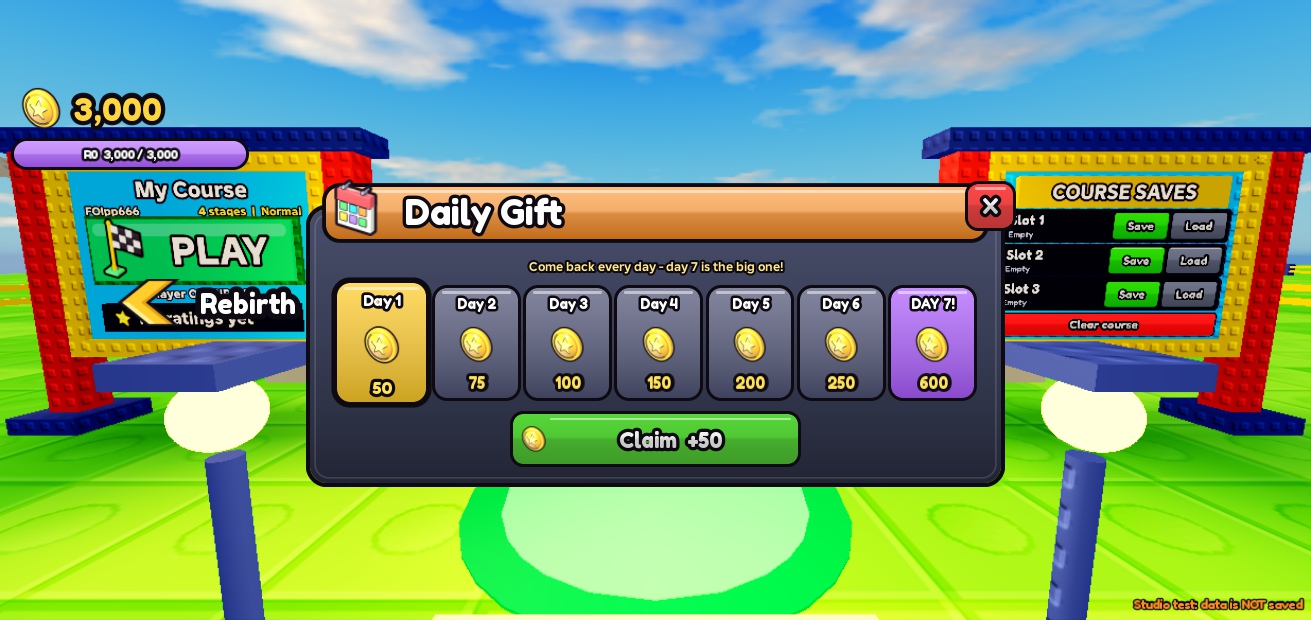 3,000
R0 3,000 / 3,000
My Course
FOlpp666
4 stages | Normal
PLAY
Rebirth
ratings yet
Daily Gift
X
Come back every day - day 7 is the big one!
Day 1
50
Day 2
75
Day 3
100
Day 4
150
Day 5
200
Day 6
250
DAY 7!
600
Claim +50
COURSE SAVES
Slot 1
Empty
Save
Load
Slot 2
Empty
Save
Load
Slot 3
Empty
Save
Load
Clear course
Studio test: data is NOT saved